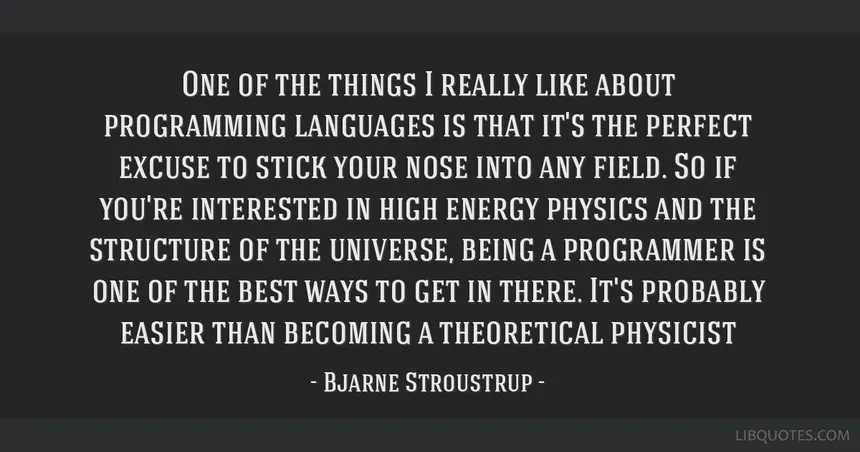 One of the things I really like about
programming languages is that it's the perfect
excuse to stick your nose into any field. So if
you're interested in high energy physics and the
structure of the universe, being a programmer is
one of the best ways to get in there. It's probably
easier than becoming a theoretical physicist
- Bjarne Stroustrup -
LIBQUOTES.COM